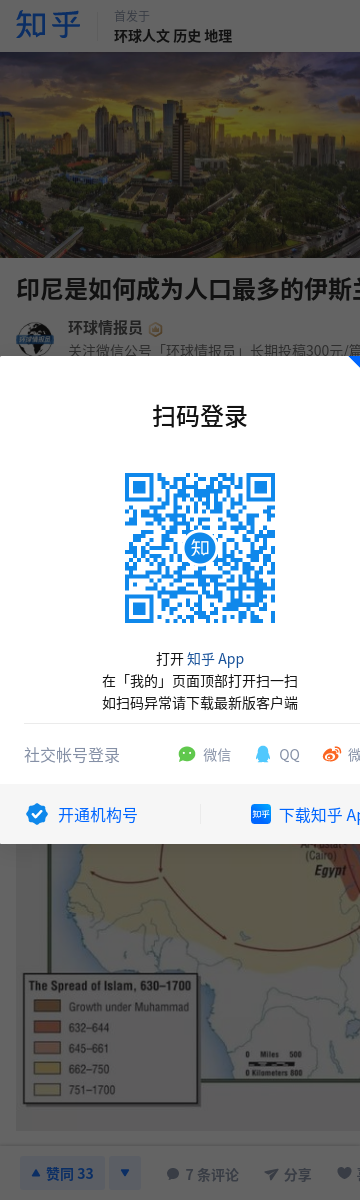 知乎
首发于
环球人文 历史 地理
印尼是如何成为人口最多的伊斯兰
环球情报员
关注微信公号「环球情报员」长期投稿300元/篇
扫码登录
知
打开 知乎 App
在「我的」页面顶部打开扫一扫
如扫码异常请下载最新版客户端
社交帐号登录 微信 QQ 微
开通机构号 知乎 下载知乎 Ap
(Cairo)
Egypt
The Spread of Islam, 630–1700
Growth under Muhammad
632–644
645–661
662–750
751–1700
0 Miles 500
0 Kilometers 800
赞同 33 7 条评论 分享